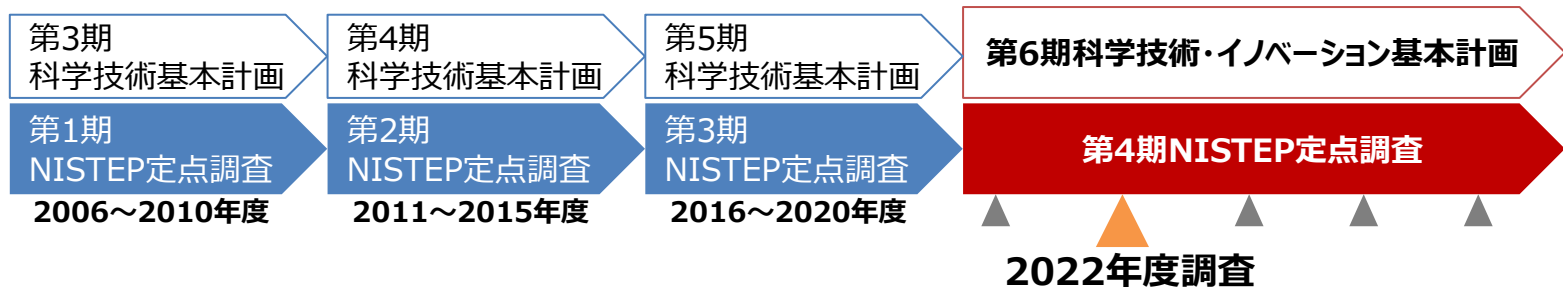 第3期
科学技術基本計画
第4期
科学技術基本計画
第5期
科学技術基本計画
第6期科学技術・イノベーション基本計画
第1期
NISTEP定点調査
第2期
NISTEP定点調査
第3期
NISTEP定点調査
第4期NISTEP定点調査
2006～2010年度
2011～2015年度
2016～2020年度
2022年度調査